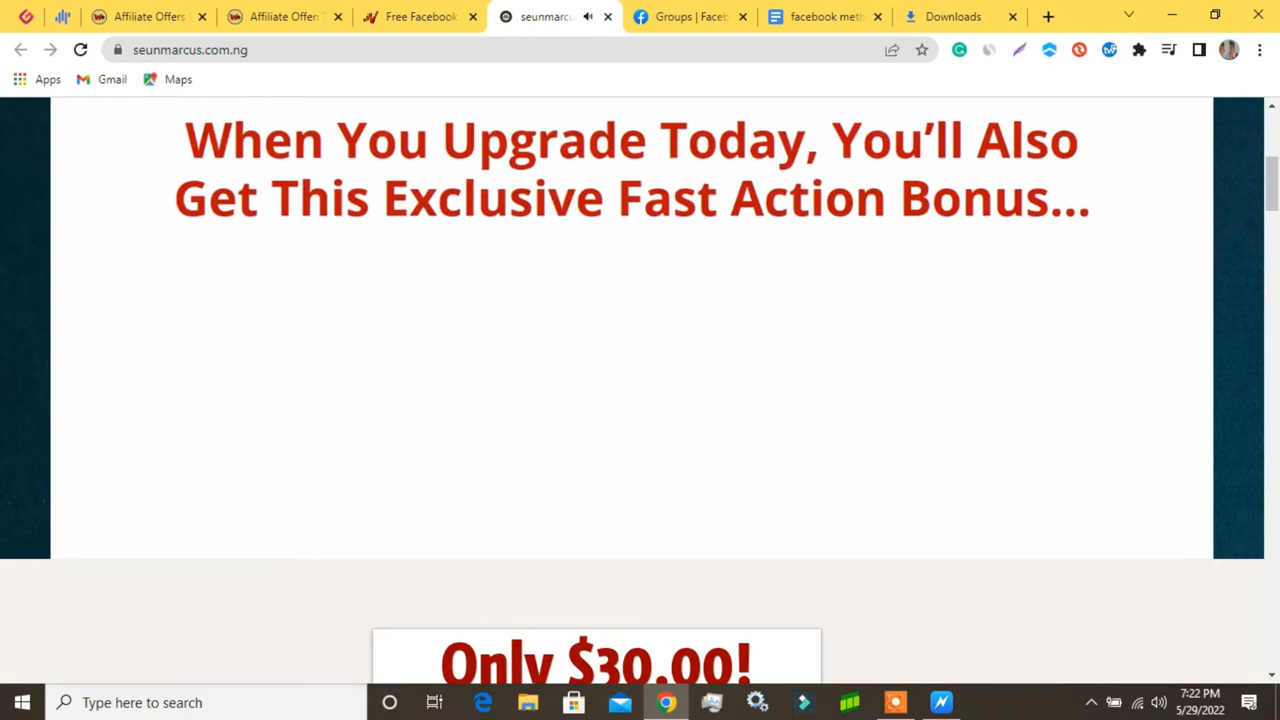 Affiliate Offers
Affiliate Offer: T
Free Facebook
seunmarcu
Groups | Faceb
facebook meth
Downloads
seunmarcus.com.ng
Apps
Gmail
Maps
When You Upgrade Today, You’ll Also
Get This Exclusive Fast Action Bonus...
Only $30.00!
Type here to search
7:22 PM
5/29/2022